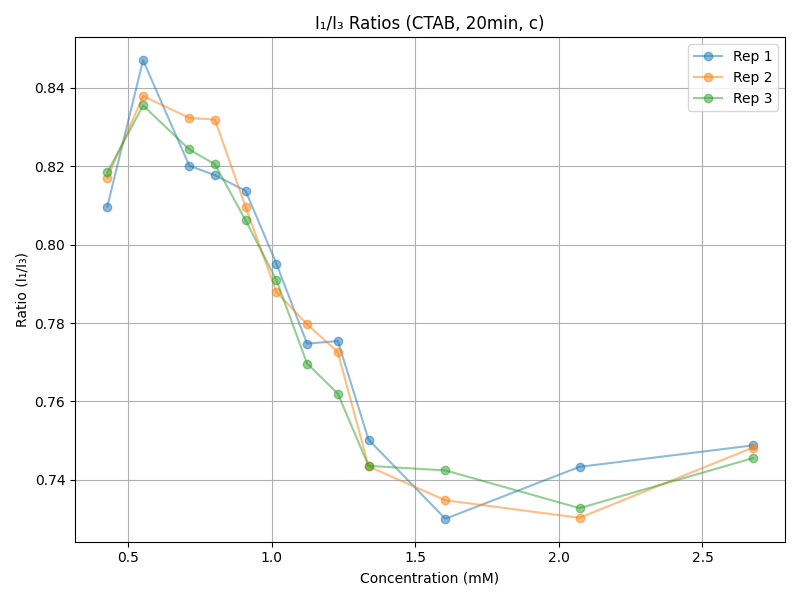 I₁/I₃ Ratios (CTAB, 20min, c)
Rep 1
Rep 2
Rep 3
Ratio (I₁/I₃)
0.84
0.82
0.80
0.78
0.76
0.74
0.5
1.0
1.5
2.0
2.5
Concentration (mM)